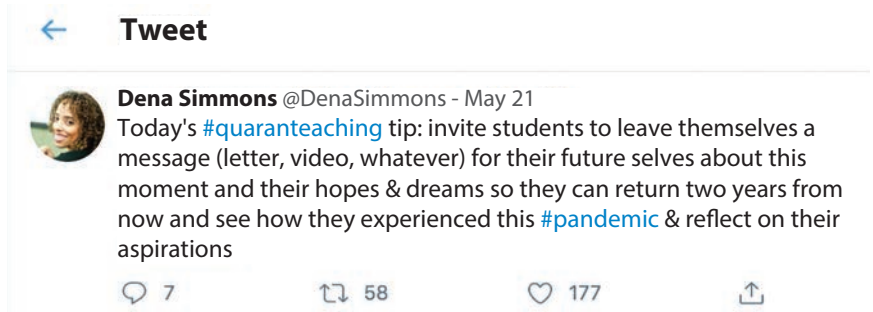 Tweet
Dena Simmons @DenaSimmons - May 21
Today's #quaranteaching tip: invite students to leave themselves a
message (letter, video, whatever) for their future selves about this
moment and their hopes & dreams so they can return two years from
now and see how they experienced this #pandemic & reflect on their
aspirations
7 58 177